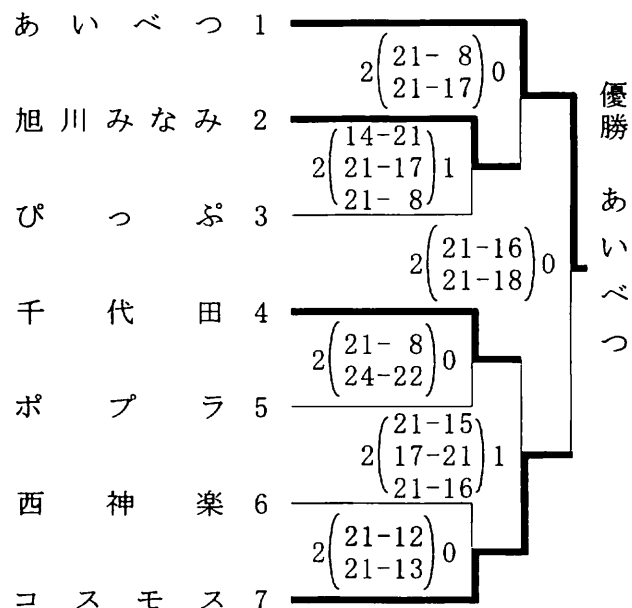 あいべつ 1
2(21- 8 21-17)0
旭川みなみ 2
2(14-21 21-17 21- 8)1
ぴっぷ 3
2(21-16 21-18)0
千代田 4
2(21- 8 24-22)0
ポプラ 5
2(21-15 17-21 21-16)1
西神楽 6
2(21-12 21-13)0
コスモス 7
優勝 あいべつ